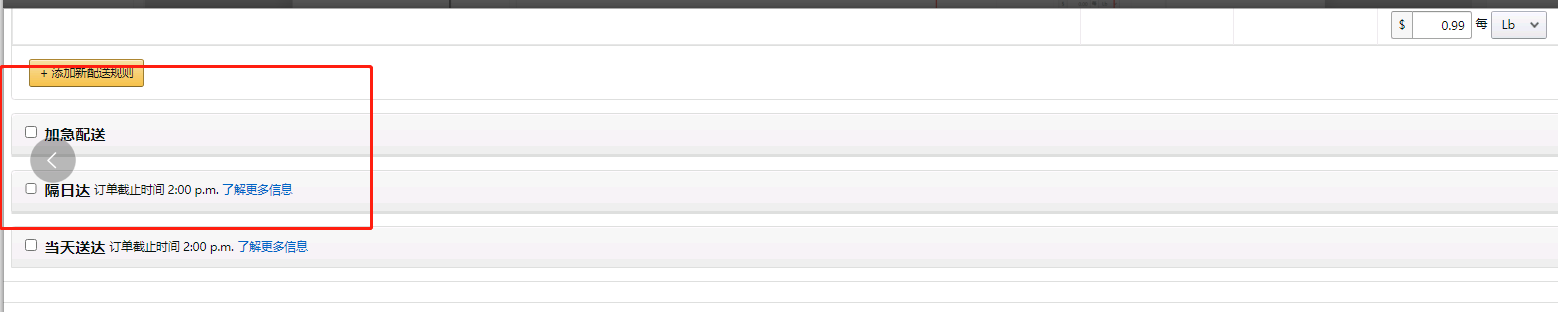 $ 0.99 每 Lb
+ 添加新配送规则
加急配送
隔日达 订单截止时间 2:00 p.m. 了解更多信息
当天送达 订单截止时间 2:00 p.m. 了解更多信息